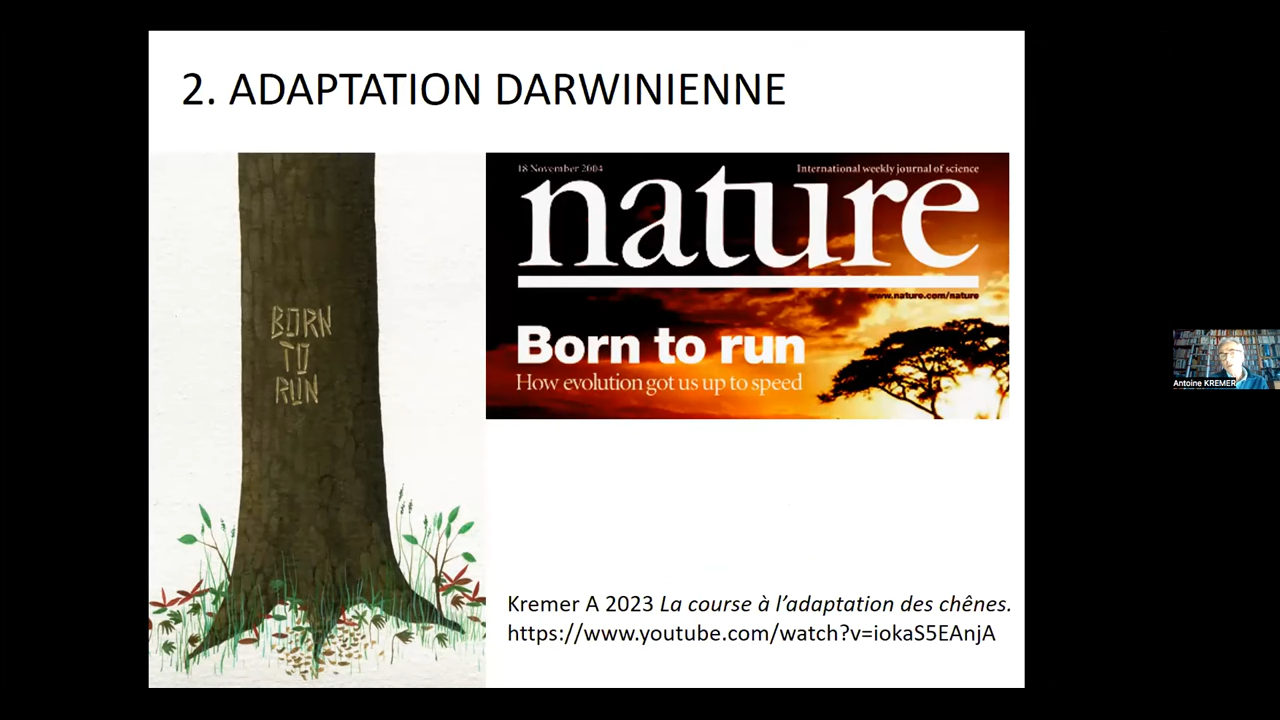 2. ADAPTATION DARWINIENNE
BORN
TO
RUN
18 November 2004
International weekly journal of science
nature
www.nature.com/nature
Born to run
How evolution got us up to speed
Kremer A 2023 La course à l’adaptation des chênes.
https://www.youtube.com/watch?v=iokaS5EAnjA
Antoine KREMER